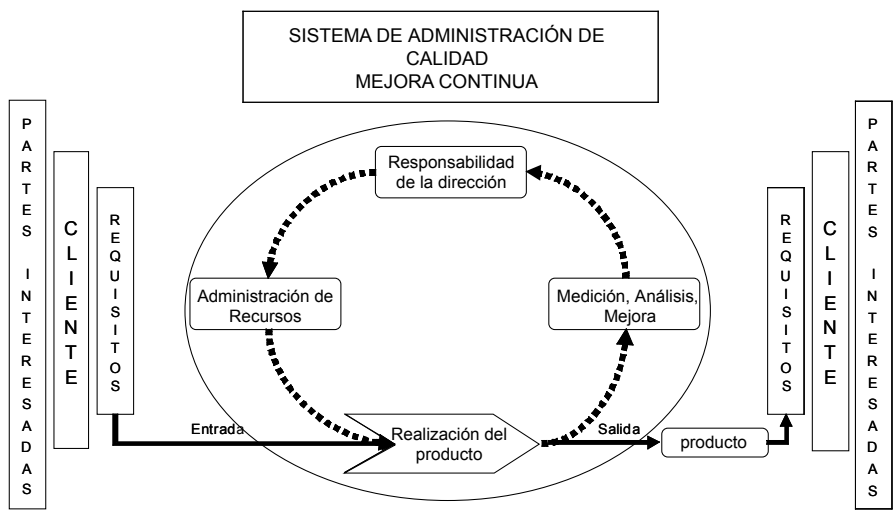 SISTEMA DE ADMINISTRACIÓN DE
CALIDAD
MEJORA CONTINUA
PARTES INTERESADAS
CLIENTE
REQUISITOS
Responsabilidad
de la dirección
Administración de
Recursos
Medición, Análisis,
Mejora
Entrada
Realización del
producto
Salida
producto
REQUISITOS
CLIENTE
PARTES INTERESADAS